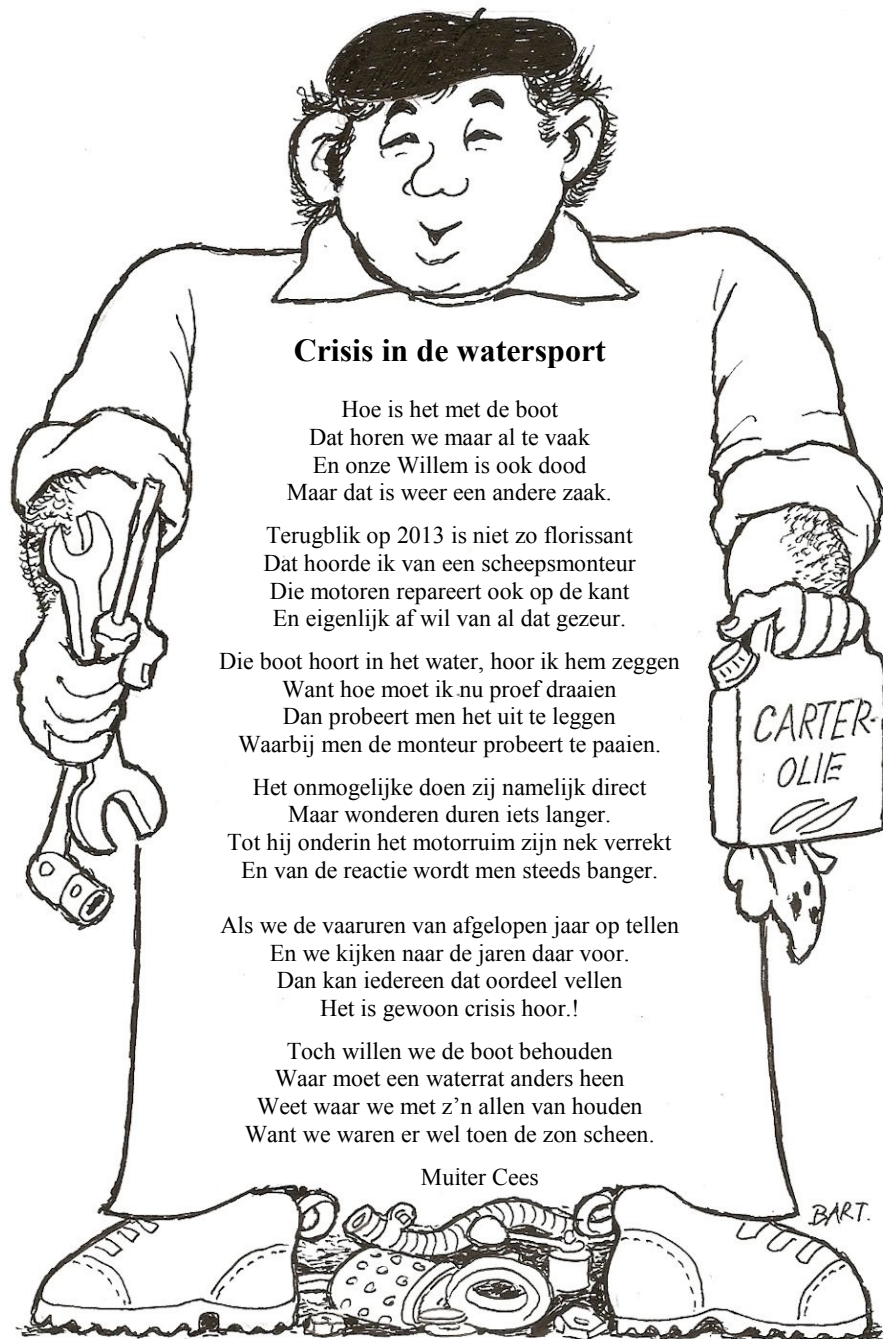 Crisis in de watersport
Hoe is het met de boot
Dat horen we maar al te vaak
En onze Willem is ook dood
Maar dat is weer een andere zaak.
Terugblik op 2013 is niet zo florissant
Dat hoorde ik van een scheepsmonteur
Die motoren repareert ook op de kant
En eigenlijk af wil van al dat gezeur.
Die boot hoort in het water, hoor ik hem zeggen
Want hoe moet ik nu proef draaien
Dan probeert men het uit te leggen
Waarbij men de monteur probeert te paaien.
Het onmogelijke doen zij namelijk direct
Maar wonderen duren iets langer.
Tot hij onderin het motorruim zijn nek verrekt
En van de reactie wordt men steeds banger.
Als we de vaaruren van afgelopen jaar op tellen
En we kijken naar de jaren daar voor.
Dan kan iedereen dat oordeel vellen
Het is gewoon crisis hoor.!
Toch willen we de boot behouden
Waar moet een waterrat anders heen
Weet waar we met z’n allen van houden
Want we waren er wel toen de zon scheen.
Muiter Cees
CARTER-
OLIE
BART.